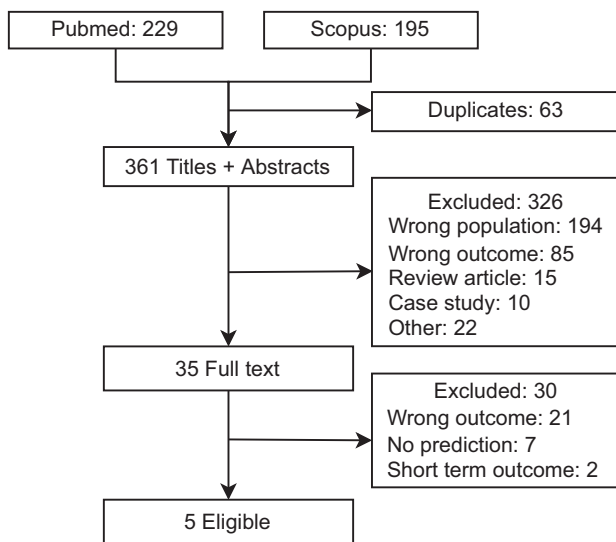 Pubmed: 229
Scopus: 195
Duplicates: 63
361 Titles + Abstracts
Excluded: 326
Wrong population: 194
Wrong outcome: 85
Review article: 15
Case study: 10
Other: 22
35 Full text
Excluded: 30
Wrong outcome: 21
No prediction: 7
Short term outcome: 2
5 Eligible